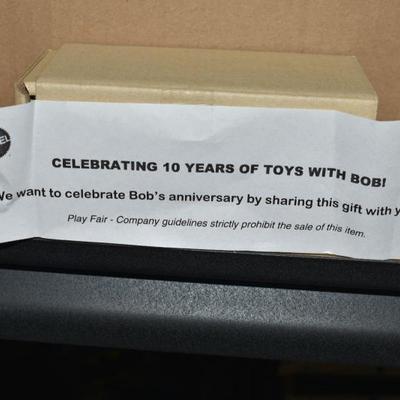 CELEBRATING 10 YEARS OF TOYS WITH BOB!
We want to celebrate Bob's anniversary by sharing this gift with
Play Fair - Company guidelines strictly prohibit the sale of this item.